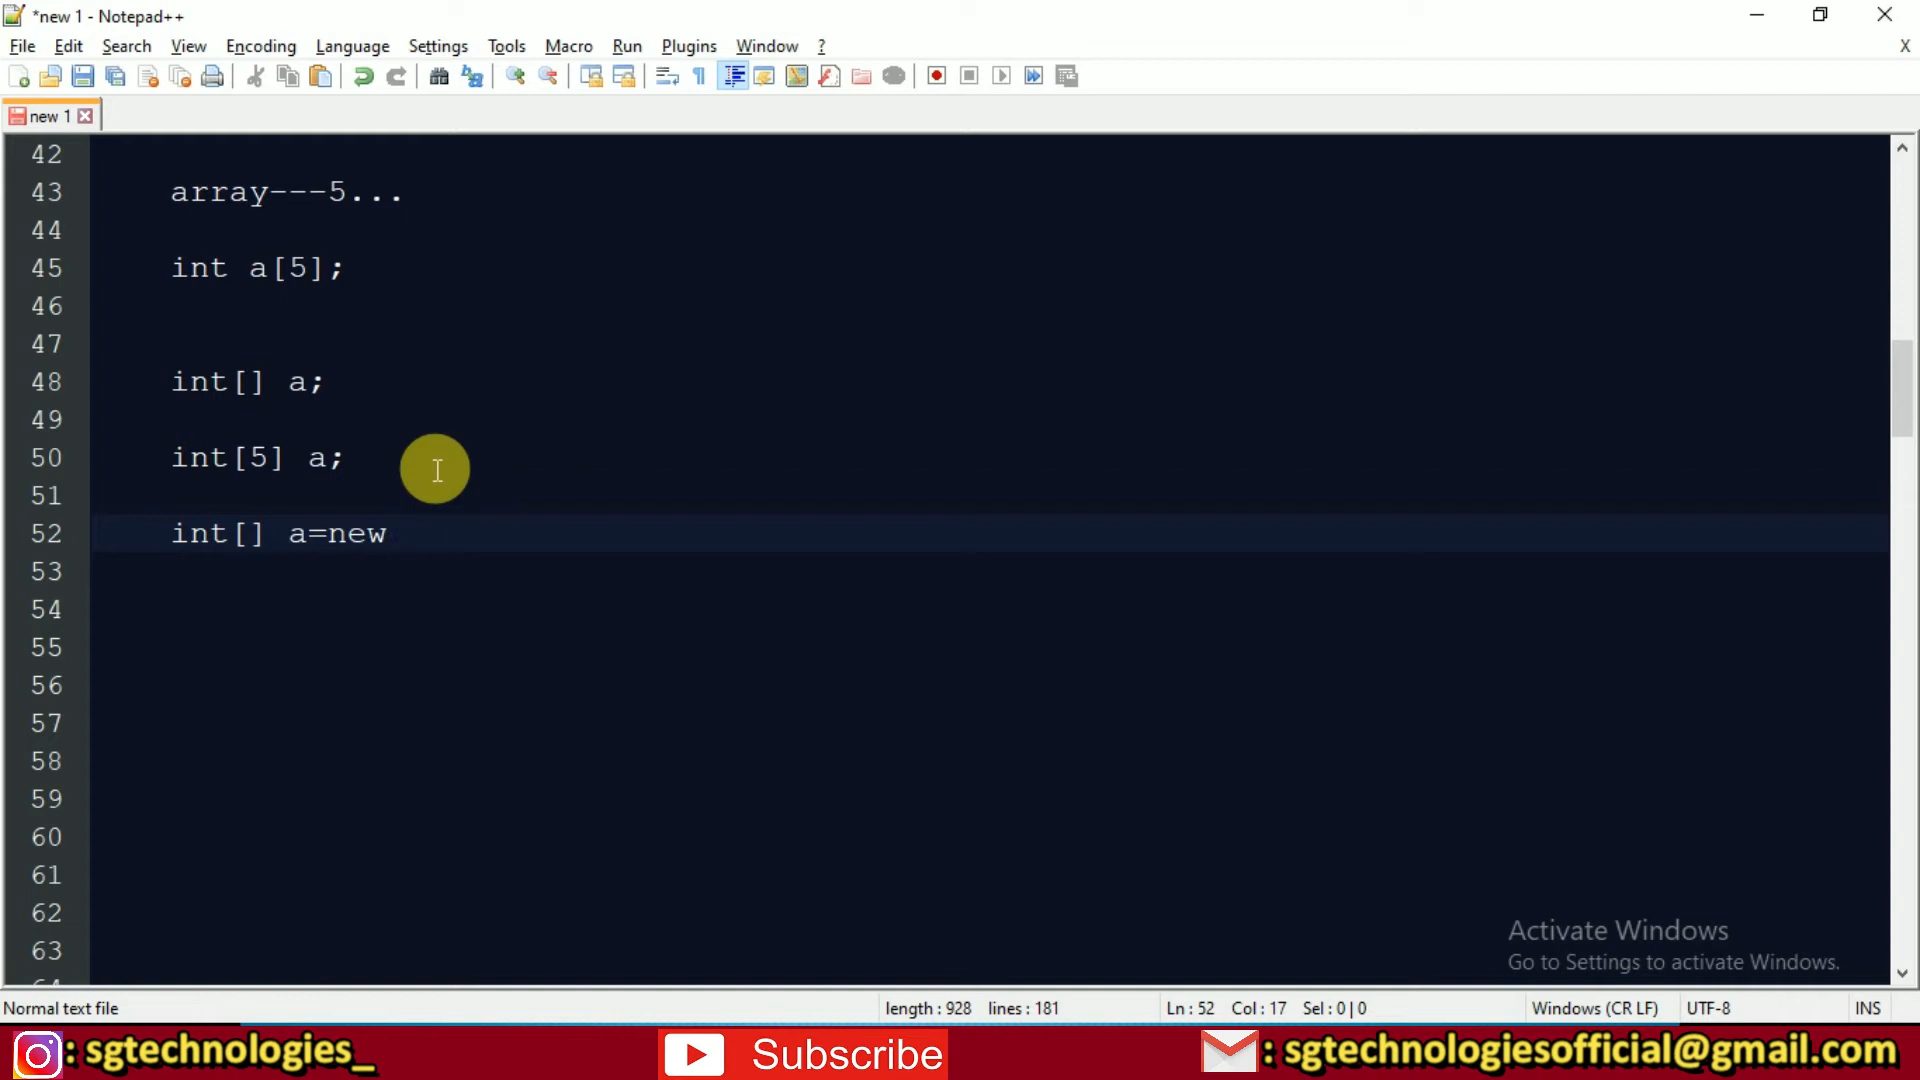 *new 1 - Notepad++
File Edit Search View Encoding Language Settings Tools Macro Run Plugins Window ? X
new 1
42
43 array---5...
44
45 int a[5];
46
47
48 int[] a;
49
50 int[5] a;
51
52 int[] a=new
53
54
55
56
57
58
59
60
61
62
63
Activate Windows
Go to Settings to activate Windows.
Normal text file length : 928 lines : 181 Ln : 52 Col : 17 Sel : 0 | 0 Windows (CR LF) UTF-8 INS
: sgtechnologies_ Subscribe : sgtechnologiesofficial@gmail.com